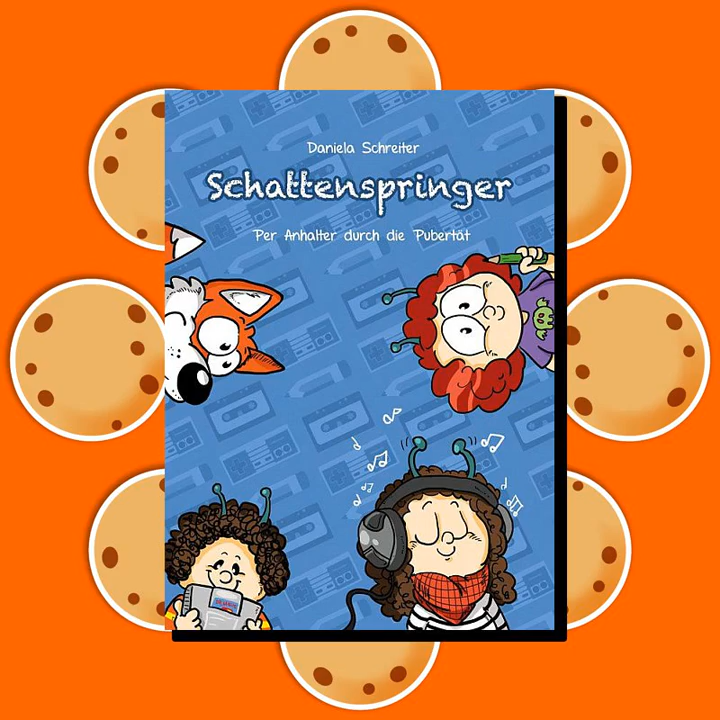 Daniela Schreiter
Schattenspringer
Per Anhalter durch die Pubertät